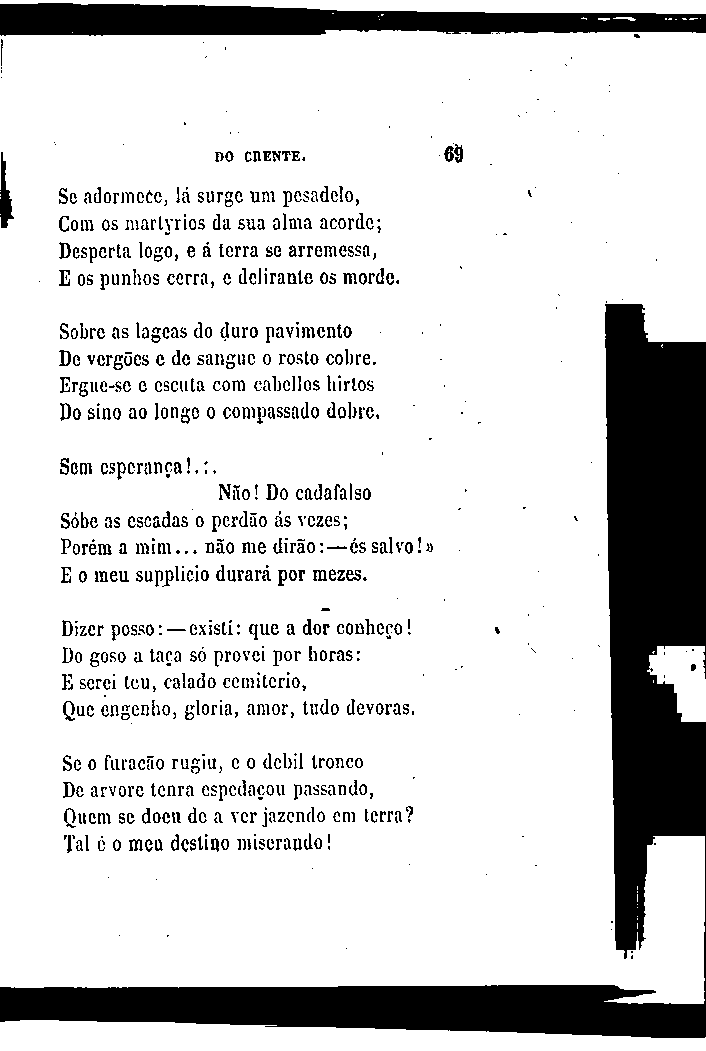 DO CRENTE. 69
Se adormece, lá surge um pesadelo,
Com os martyrios da sua alma acorde;
Desperta logo, e á terra se arremessa,
E os punhos cerra, e delirante os morde.
Sobre as lageas do duro pavimento
De vergões e de sangue o rosto cobre.
Ergue-se e escuta com cabellos hirtos
Do sino ao longe o compassado dobre.
Sem esperança!...
Não! Do cadafalso
Sóbe as escadas o perdão ás vezes;
Porém a mim... não me dirão:—és salvo!»
E o meu supplicio durará por mezes.
Dizer posso:—existí: que a dor conheço!
Do goso a taça só provei por horas:
E serei teu, calado cemiterio,
Que engenho, gloria, amor, tudo devoras.
Se o furacão rugiu, e o debil tronco
De arvore tenra espedaçou passando,
Quem se doeu de a ver jazendo em terra?
Tal é o meu destino miserando!